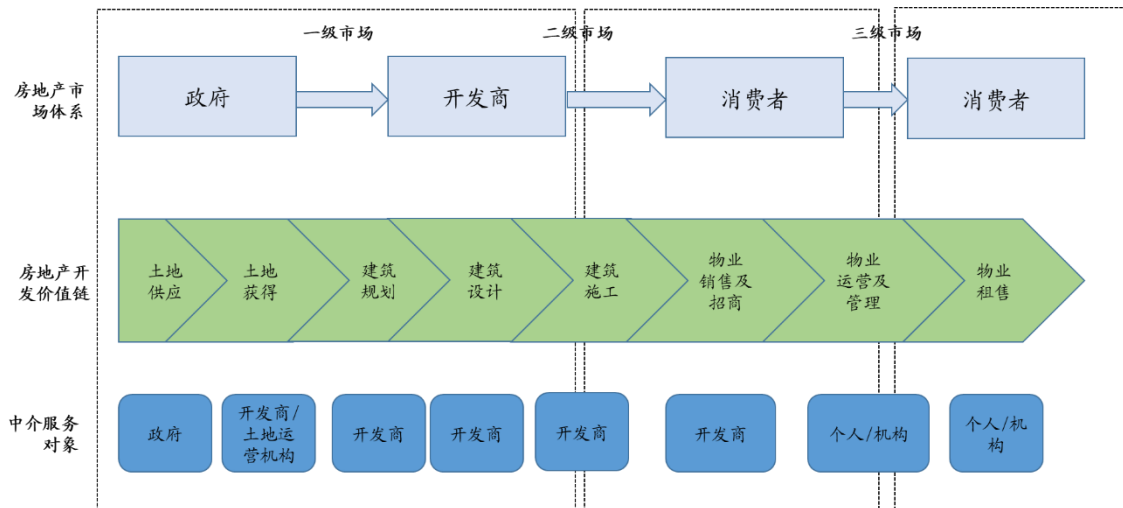 一级市场
二级市场
三级市场
房地产市
场体系
政府
开发商
消费者
消费者
房地产开
发价值链
土地
供应
土地
获得
建筑
规划
建筑
设计
建筑
施工
物业
销售及
招商
物业
运营及
管理
物业
租售
中介服务
对象
政府
开发商/
土地运
营机构
开发商
开发商
开发商
开发商
个人/机构
个人/机
构